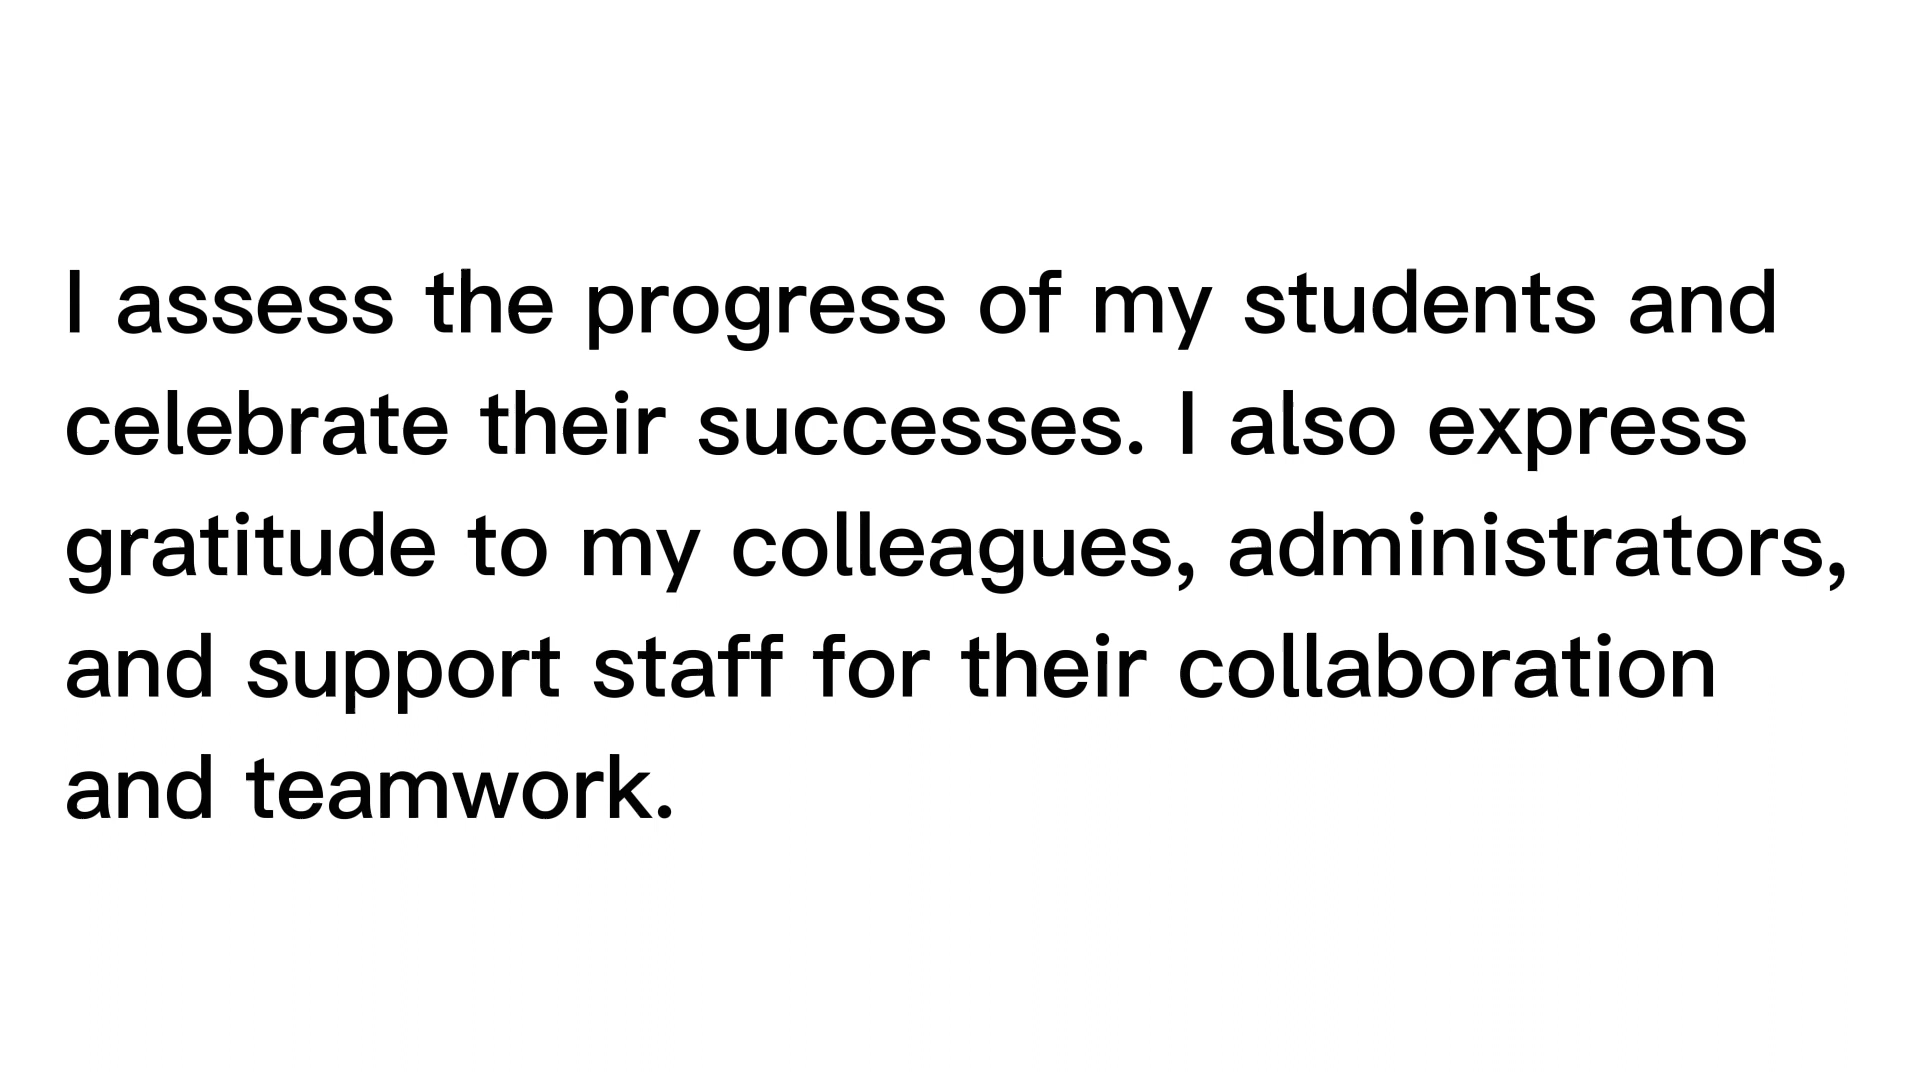 I assess the progress of my students and
celebrate their successes. I also express
gratitude to my colleagues, administrators,
and support staff for their collaboration
and teamwork.